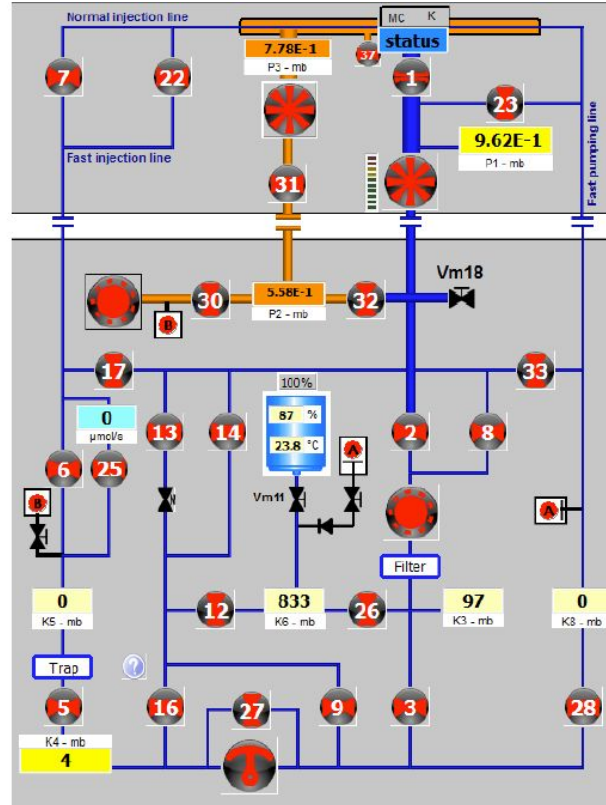 Normal injection line
MC K
status
7.78E-1
P3 - mb
37
7
22
1
23
9.62E-1
P1 - mb
Fast injection line
Fast pumping line
31
Vm18
5.58E-1
P2 - mb
30
32
B
17
33
100%
0
µmol/s
87 %
23.8 °C
13
14
2
8
A
6
25
Vm11
B
A
Filter
0
K5 - mb
12
833
K6 - mb
26
97
K3 - mb
0
K8 - mb
Trap
?
5
16
27
9
3
28
K4 - mb
4